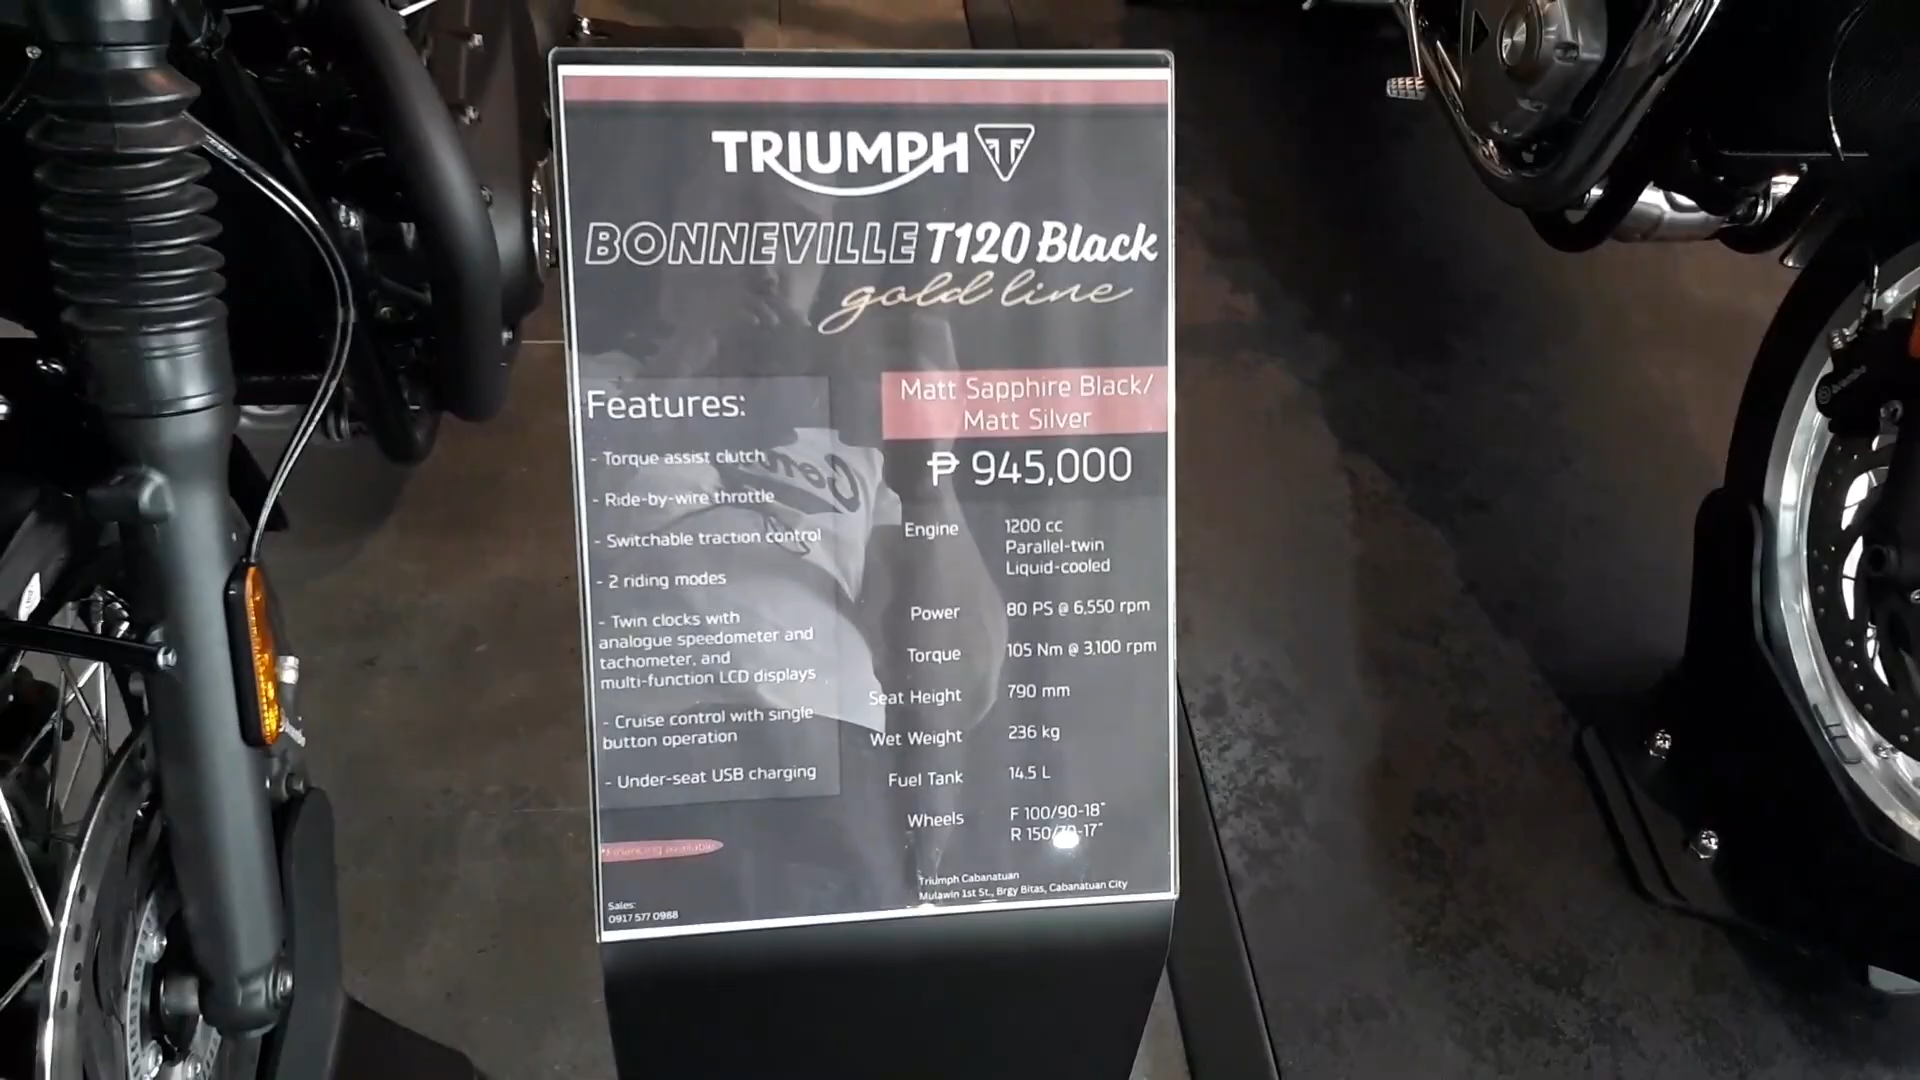 TRIUMPH
BONNEVILLE T120 Black
gold line
Features:
- Torque assist clutch
- Ride-by-wire throttle
- Switchable traction control
- 2 riding modes
- Twin clocks with
analogue speedometer and
tachometer, and
multi-function LCD displays
- Cruise control with single
button operation
- Under-seat USB charging
*Financing available
Sales:
0917 577 0988
Matt Sapphire Black/
Matt Silver
₱ 945,000
Engine 1200 cc
Parallel-twin
Liquid-cooled
Power 80 PS @ 6,550 rpm
Torque 105 Nm @ 3,100 rpm
Seat Height 790 mm
Wet Weight 236 kg
Fuel Tank 14.5 L
Wheels F 100/90-18"
R 150/70-17"
Triumph Cabanatuan
Mulawin 1st St., Brgy Bitas, Cabanatuan City
brembo